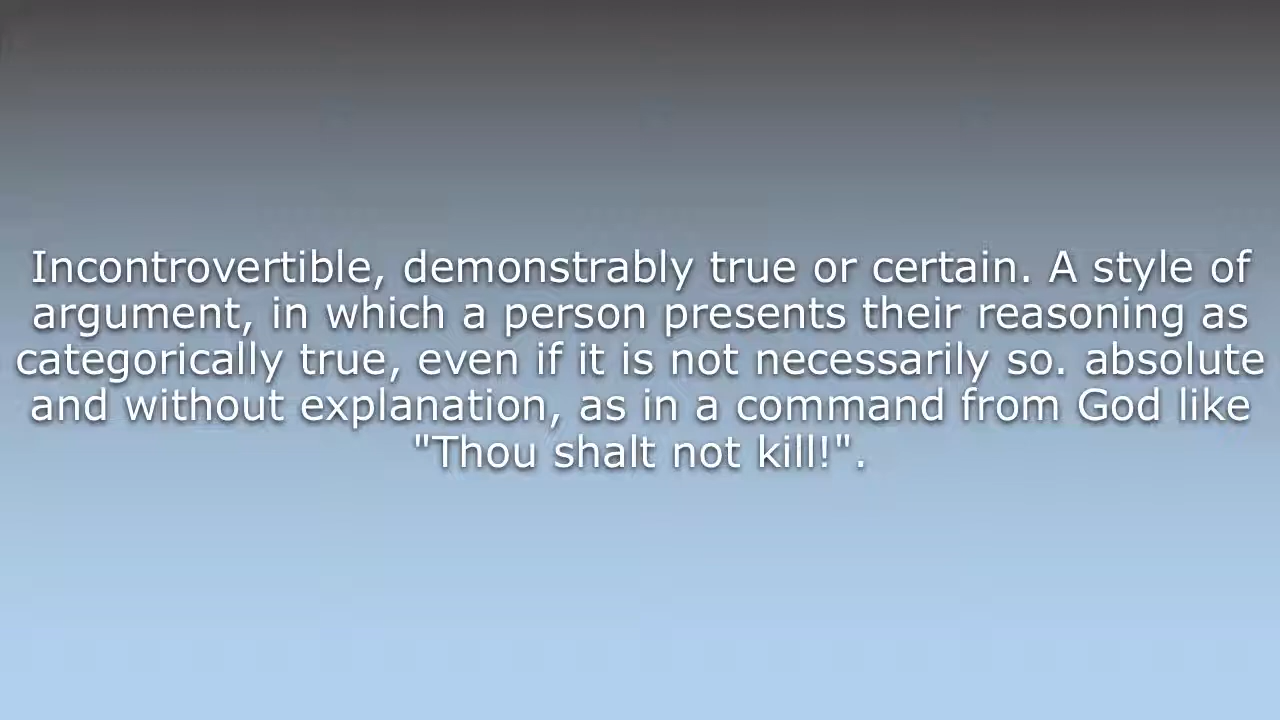 Incontrovertible, demonstrably true or certain. A style of
argument, in which a person presents their reasoning as
categorically true, even if it is not necessarily so. absolute
and without explanation, as in a command from God like
"Thou shalt not kill!".